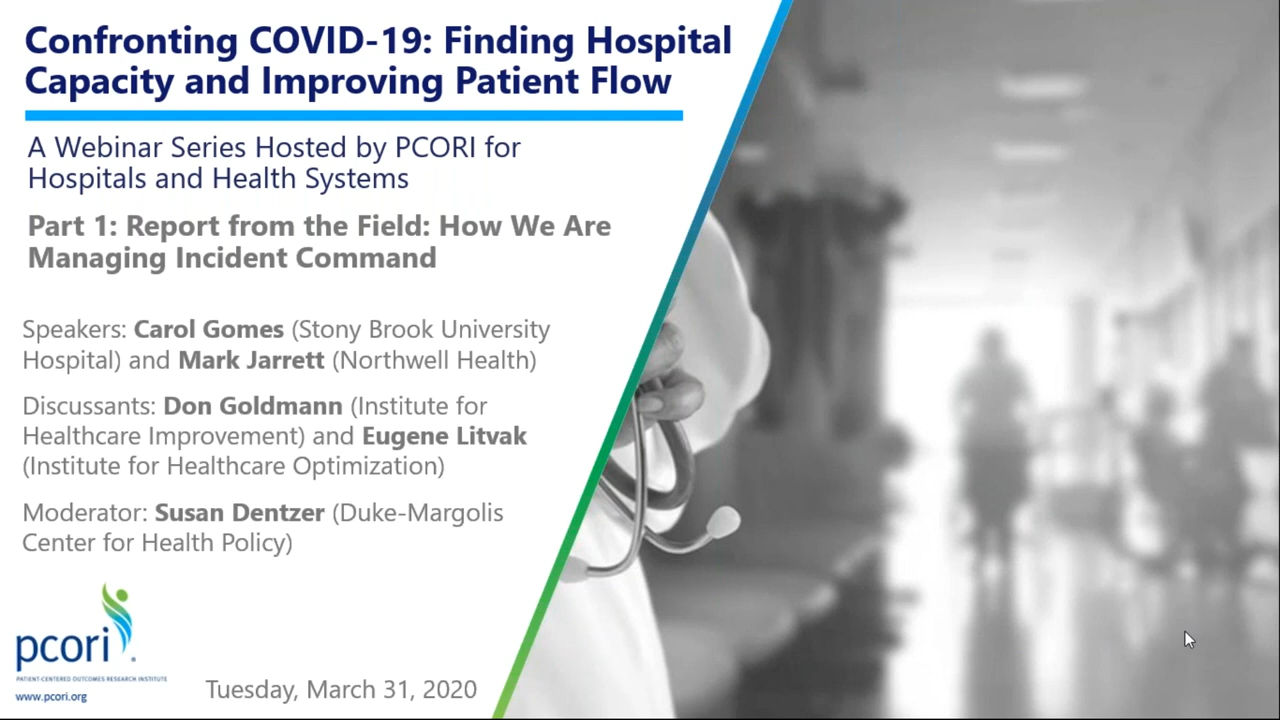 Confronting COVID-19: Finding Hospital
Capacity and Improving Patient Flow
A Webinar Series Hosted by PCORI for
Hospitals and Health Systems
Part 1: Report from the Field: How We Are
Managing Incident Command
Speakers: Carol Gomes (Stony Brook University
Hospital) and Mark Jarrett (Northwell Health)
Discussants: Don Goldmann (Institute for
Healthcare Improvement) and Eugene Litvak
(Institute for Healthcare Optimization)
Moderator: Susan Dentzer (Duke-Margolis
Center for Health Policy)
pcori
PATIENT-CENTERED OUTCOMES RESEARCH INSTITUTE
www.pcori.org
Tuesday, March 31, 2020